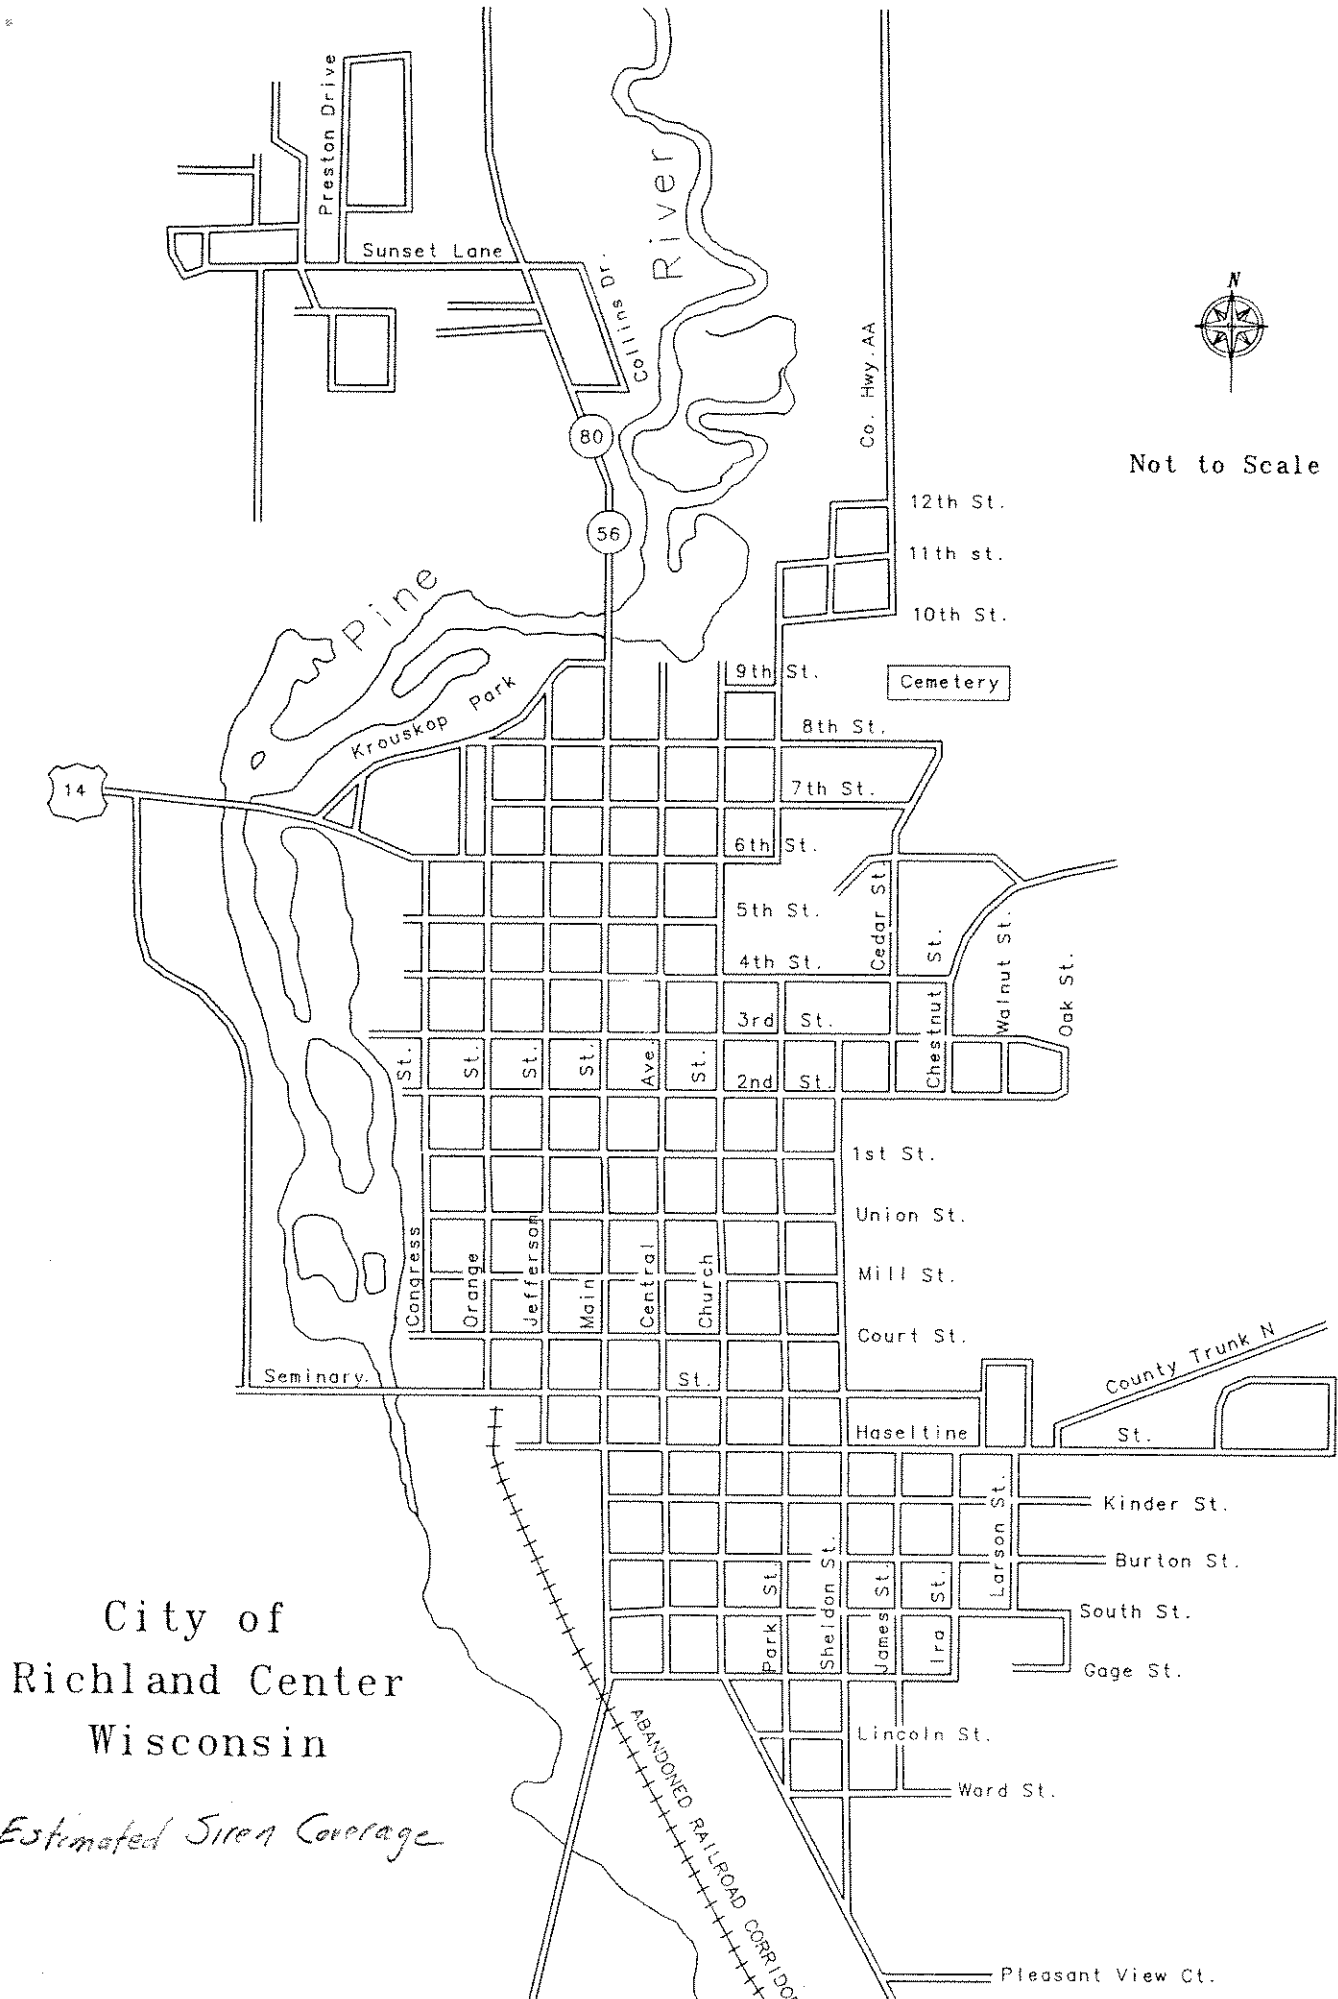 Preston Drive
Sunset Lane
Collins Dr.
River
Co. Hwy. AA
N
Not to Scale
80
56
12th St.
11th st.
10th St.
Pine
9th St.
Cemetery
Krouskop Park
8th St.
14
7th St.
6th St.
5th St.
4th St.
Cedar St.
Chestnut St.
Walnut St.
Oak St.
3rd St.
2nd St.
1st St.
Union St.
Mill St.
Court St.
Congress St.
Orange St.
Jefferson St.
Main St.
Central Ave.
Church St.
Seminary. St.
County Trunk N
Haseltine St.
Kinder St.
Burton St.
South St.
Gage St.
Larson St.
Park St.
Sheldon St.
James St.
Ira St.
Lincoln St.
Ward St.
City of
Richland Center
Wisconsin
Estimated Siren Coverage
ABANDONED RAILROAD CORRIDOR
Pleasant View Ct.